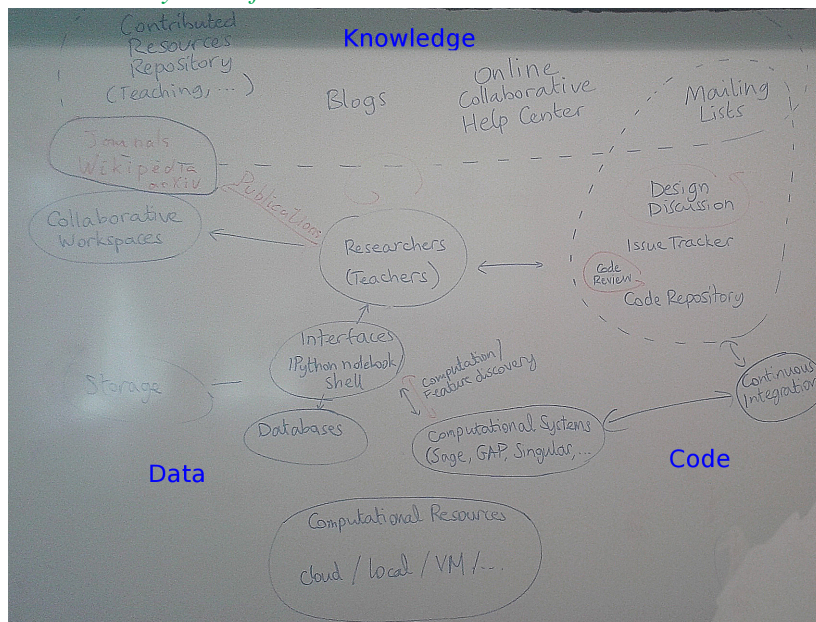 Knowledge
Contributed
Resources
Repository
(Teaching, ...)
Blogs
Online
Collaborative
Help Center
Mailing
Lists
Journals
Wikipedia
arXiv
Publications
Collaborative
Workspaces
Researchers
(Teachers)
Design
Discussion
Issue Tracker
Code
Review
Code Repository
Interfaces
IPython notebook
Shell
Storage
Computation/
Feature discovery
Continuous
Integration
Databases
Computational Systems
(Sage, GAP, Singular, ...
Data
Code
Computational Resources
cloud / local / VM / ...